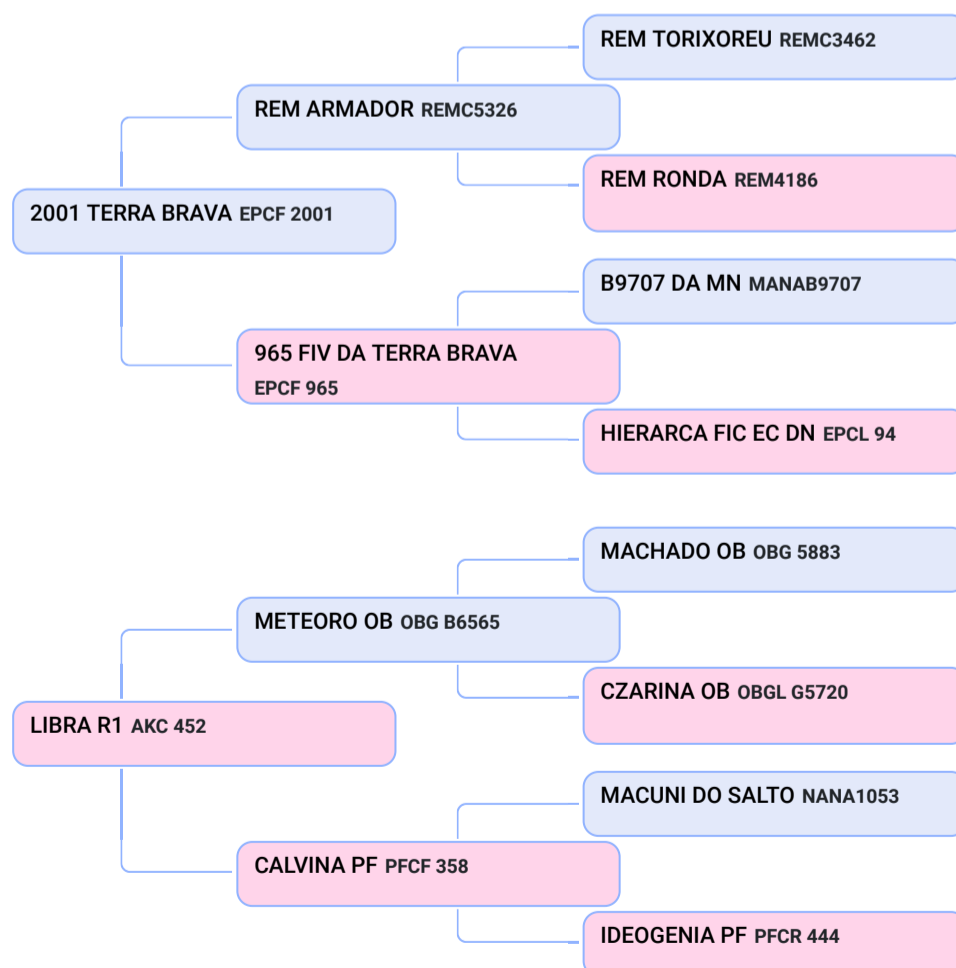 REM TORIXOREU REMC3462
REM ARMADOR REMC5326
REM RONDA REM4186
2001 TERRA BRAVA EPCF 2001
B9707 DA MN MANAB9707
965 FIV DA TERRA BRAVA
EPCF 965
HIERARCA FIC EC DN EPCL 94
MACHADO OB OBG 5883
METEORO OB OBG B6565
CZARINA OB OBGL G5720
LIBRA R1 AKC 452
MACUNI DO SALTO NANA1053
CALVINA PF PFCF 358
IDEOGENIA PF PFCR 444